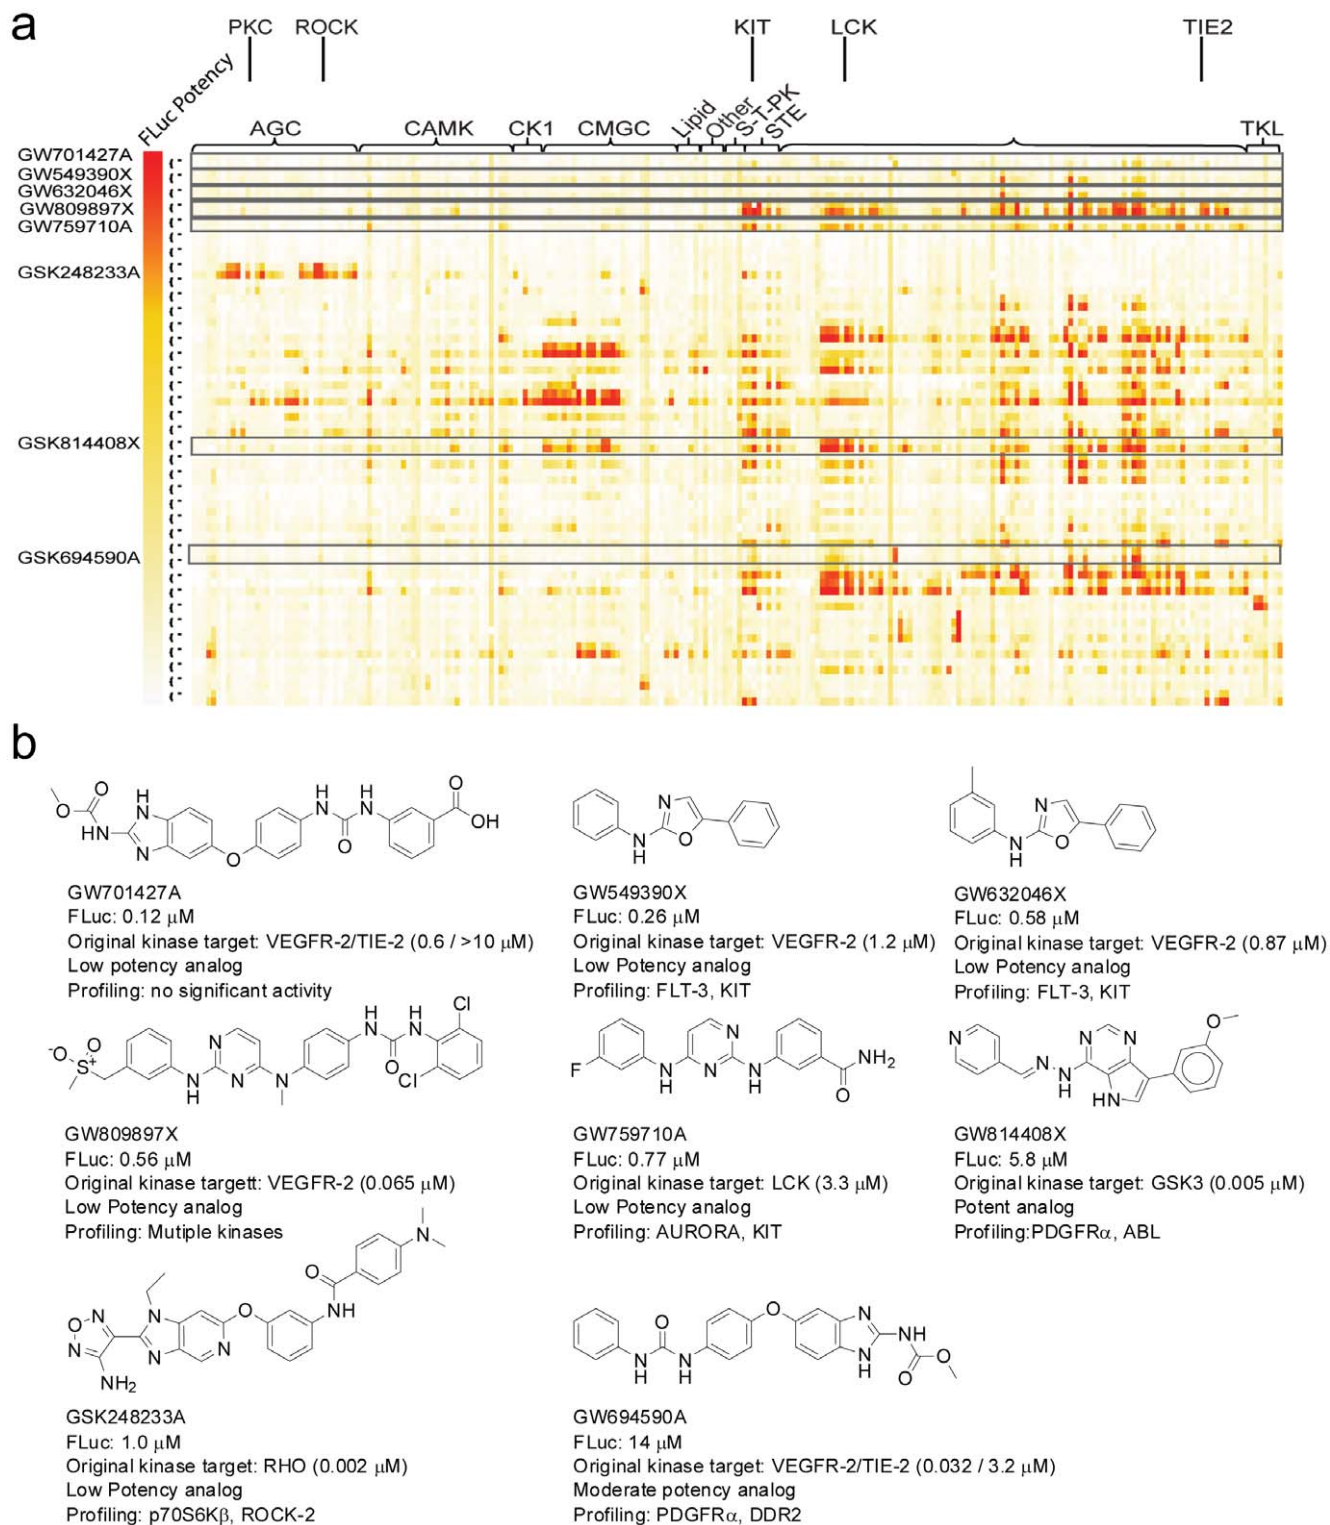 a
PKC ROCK KIT LCK TIE2
FLuc Potency
AGC CAMK CK1 CMGC Lipid Other S-T-PK STE TKL
GW701427A
GW549390X
GW632046X
GW809897X
GW759710A
GSK248233A
GSK814408X
GSK694590A
b
GW701427A
FLuc: 0.12 μM
Original kinase target: VEGFR-2/TIE-2 (0.6 / >10 μM)
Low potency analog
Profiling: no significant activity
GW549390X
FLuc: 0.26 μM
Original kinase target: VEGFR-2 (1.2 μM)
Low Potency analog
Profiling: FLT-3, KIT
GW632046X
FLuc: 0.58 μM
Original kinase target: VEGFR-2 (0.87 μM)
Low Potency analog
Profiling: FLT-3, KIT
GW809897X
FLuc: 0.56 μM
Original kinase targett: VEGFR-2 (0.065 μM)
Low Potency analog
Profiling: Mutiple kinases
GW759710A
FLuc: 0.77 μM
Original kinase target: LCK (3.3 μM)
Low Potency analog
Profiling: AURORA, KIT
GW814408X
FLuc: 5.8 μM
Original kinase target: GSK3 (0.005 μM)
Potent analog
Profiling:PDGFRα, ABL
GSK248233A
FLuc: 1.0 μM
Original kinase target: RHO (0.002 μM)
Low Potency analog
Profiling: p70S6Kβ, ROCK-2
GW694590A
FLuc: 14 μM
Original kinase target: VEGFR-2/TIE-2 (0.032 / 3.2 μM)
Moderate potency analog
Profiling: PDGFRα, DDR2